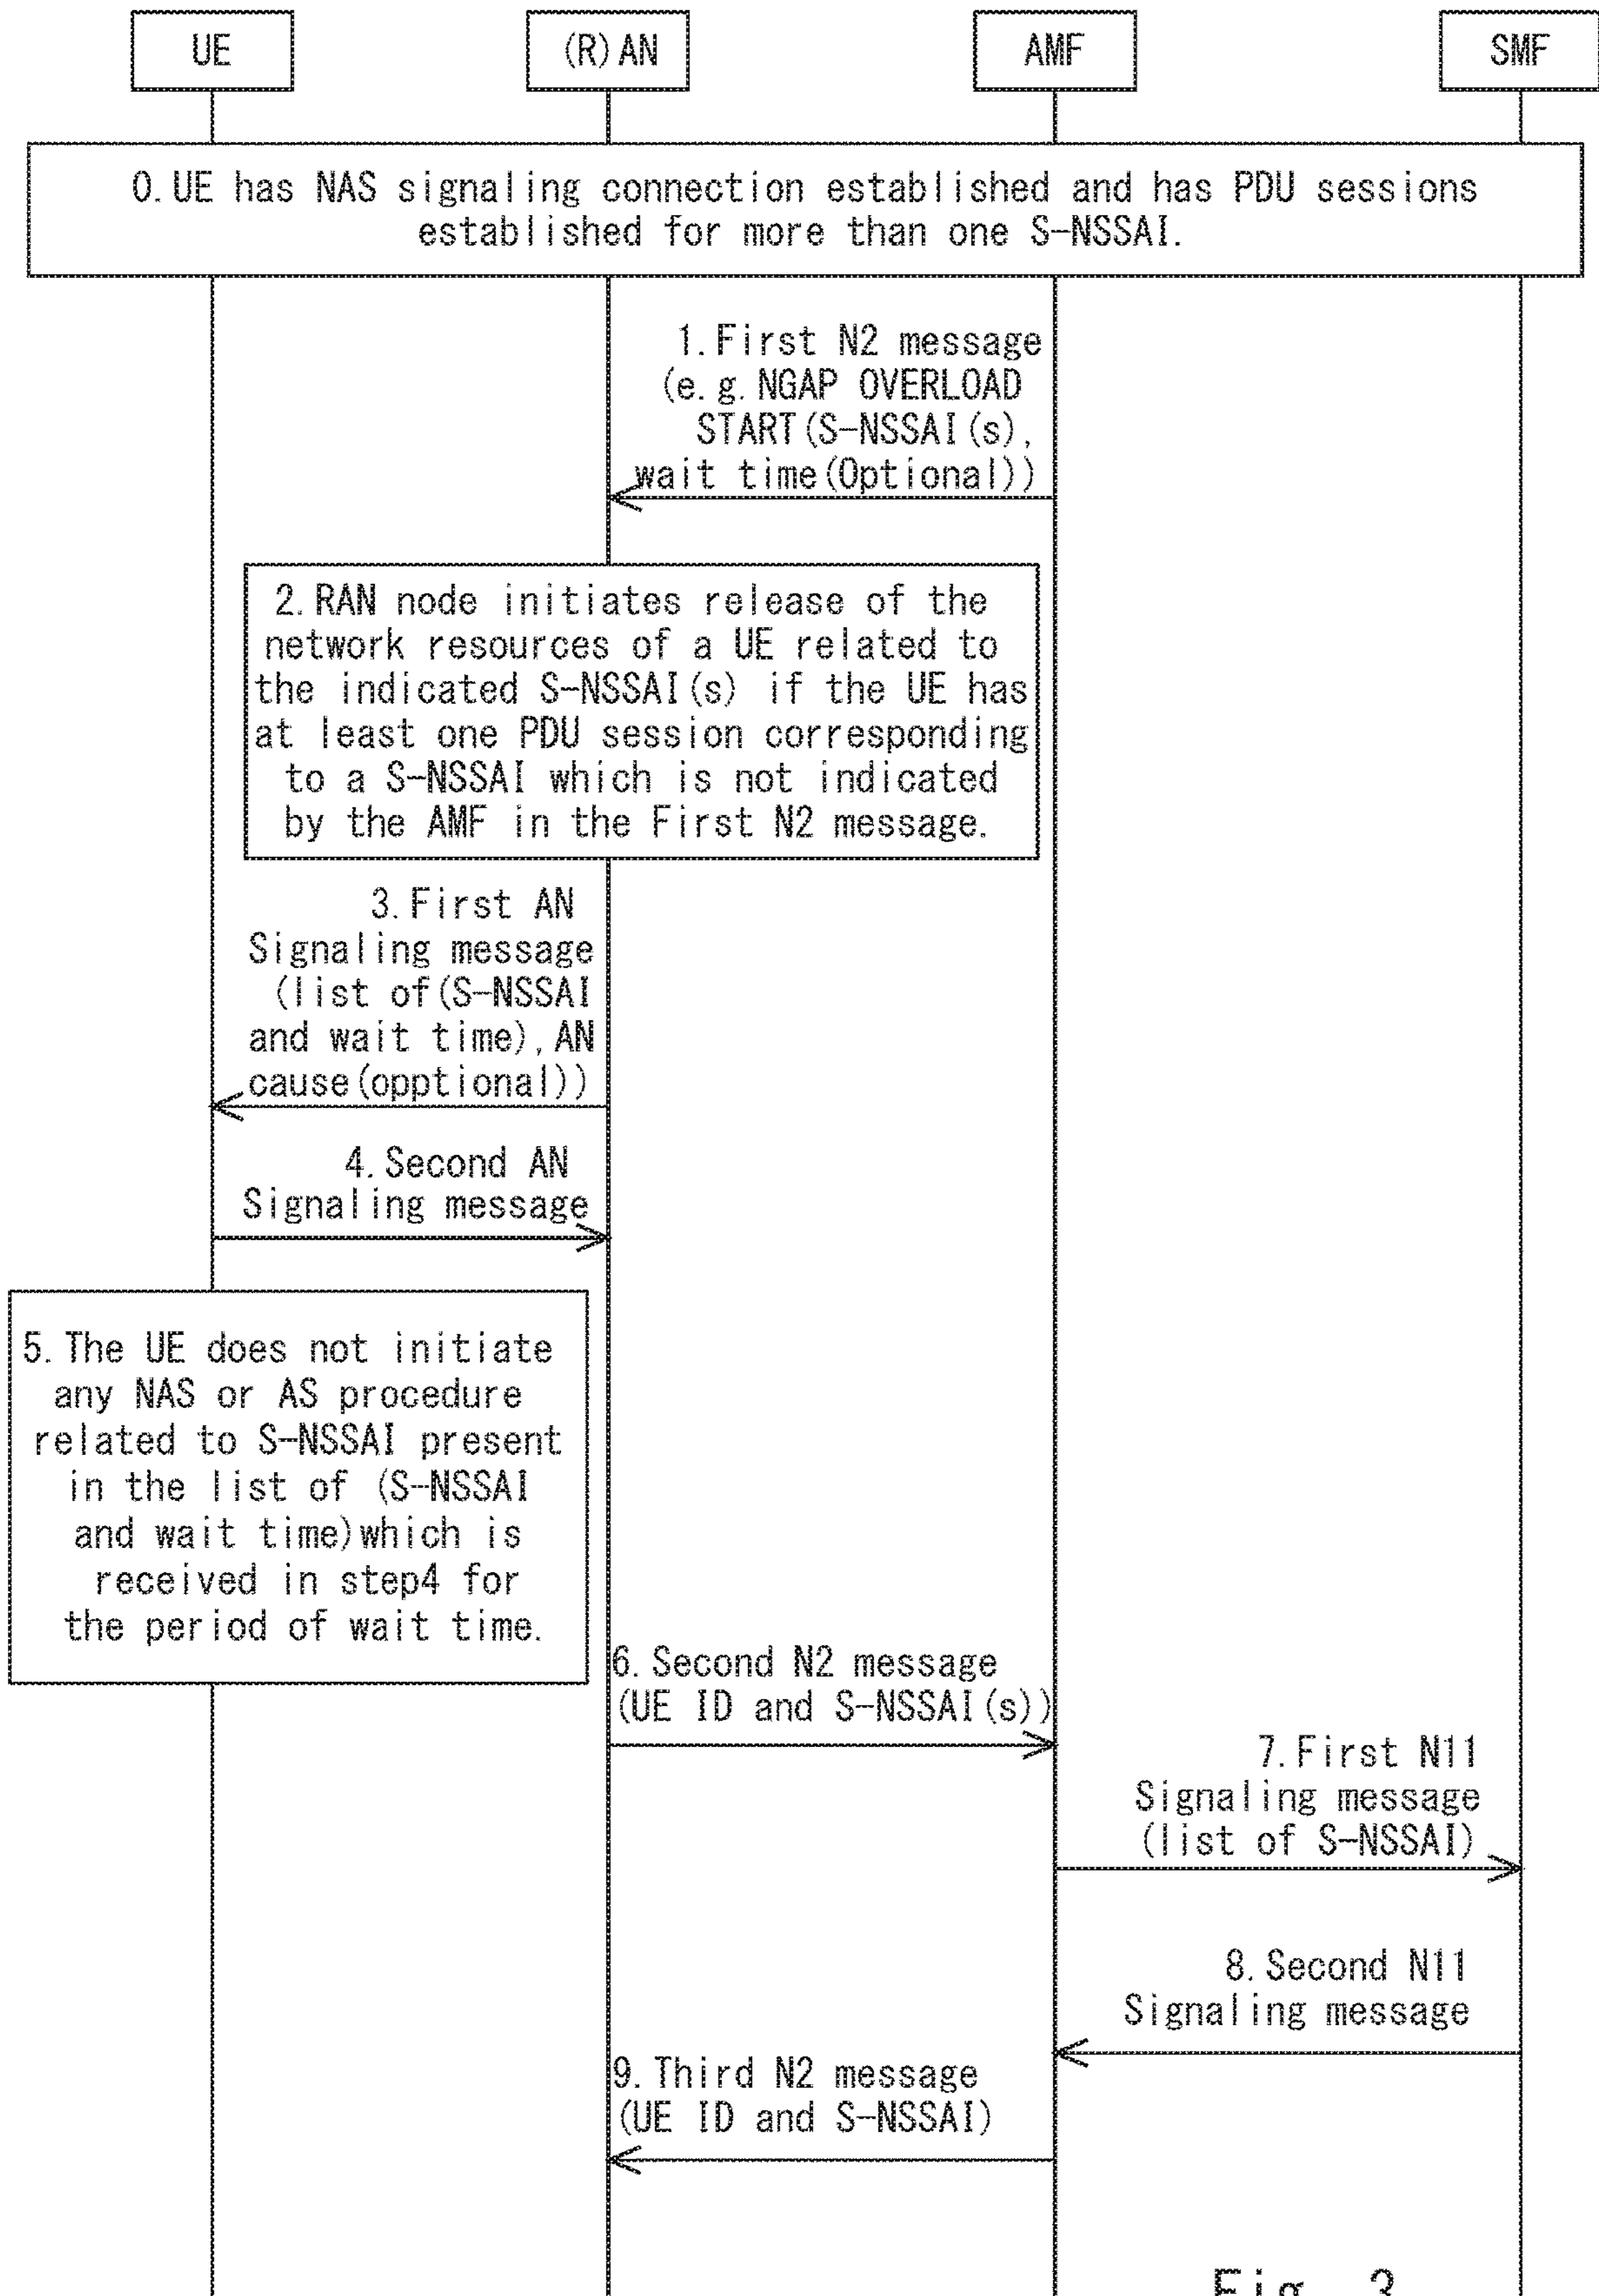 UE
(R)AN
AMF
SMF
0. UE has NAS signaling connection established and has PDU sessions
established for more than one S-NSSAI.
1. First N2 message
(e.g. NGAP OVERLOAD
START(S-NSSAI(s),
wait time(Optional))
2. RAN node initiates release of the
network resources of a UE related to
the indicated S-NSSAI(s) if the UE has
at least one PDU session corresponding
to a S-NSSAI which is not indicated
by the AMF in the First N2 message.
3. First AN
Signaling message
(list of(S-NSSAI
and wait time), AN
cause(opptional))
4. Second AN
Signaling message
5. The UE does not initiate
any NAS or AS procedure
related to S-NSSAI present
in the list of (S-NSSAI
and wait time)which is
received in step4 for
the period of wait time.
6. Second N2 message
(UE ID and S-NSSAI(s))
7. First N11
Signaling message
(list of S-NSSAI)
8. Second N11
Signaling message
9. Third N2 message
(UE ID and S-NSSAI)
Fig. 3